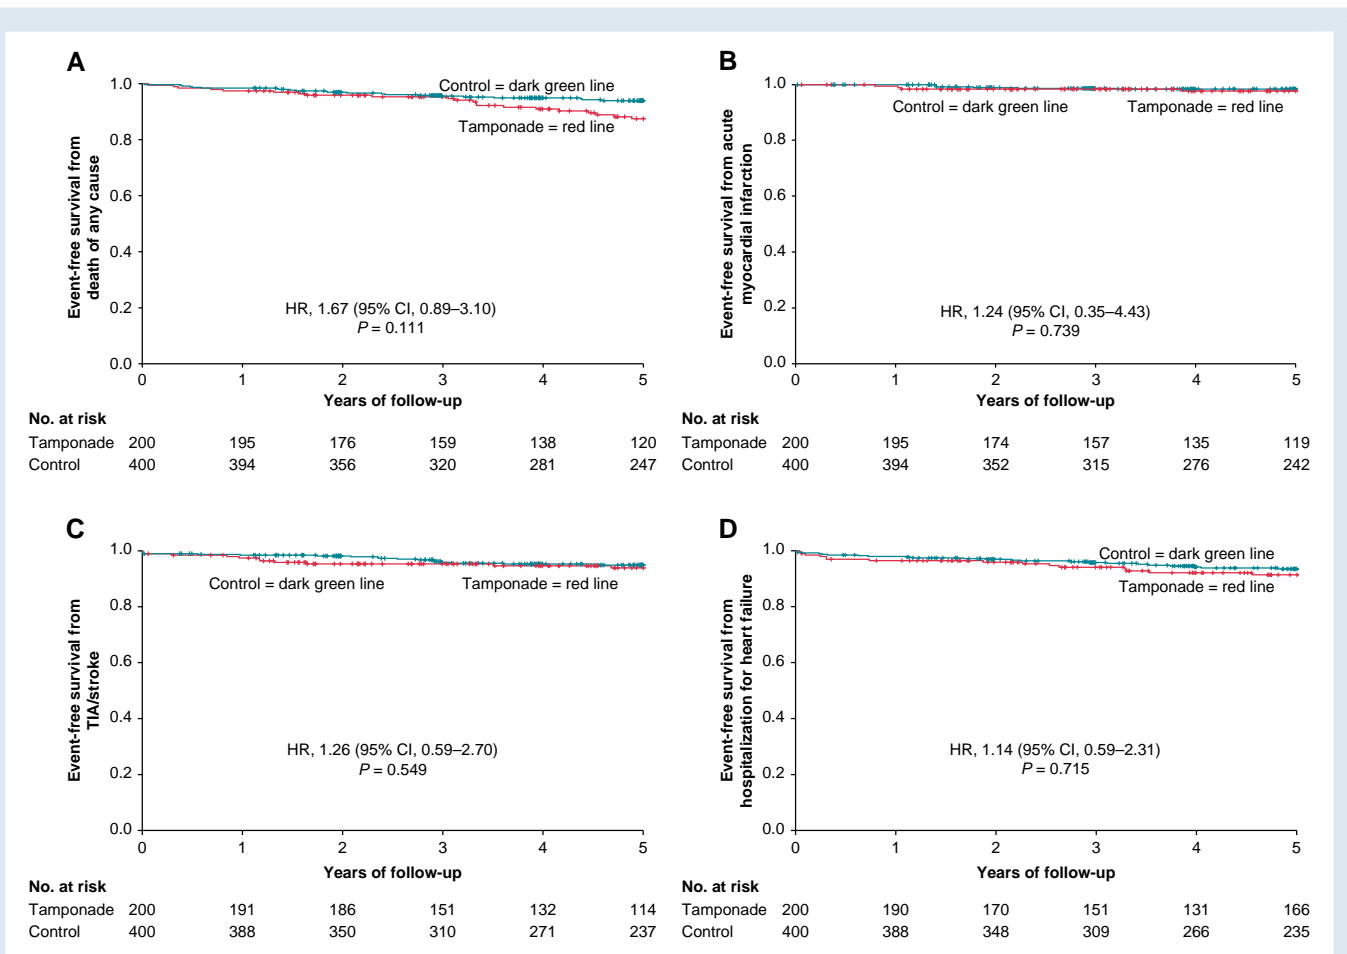 A
Event-free survival from
death of any cause
1.0
0.8
0.6
0.4
0.2
0.0
Control = dark green line
Tamponade = red line
HR, 1.67 (95% CI, 0.89–3.10)
P = 0.111
0 1 2 3 4 5
Years of follow-up
No. at risk
Tamponade 200 195 176 159 138 120
Control 400 394 356 320 281 247
B
Event-free survival from acute
myocardial infarction
1.0
0.8
0.6
0.4
0.2
0.0
Control = dark green line Tamponade = red line
HR, 1.24 (95% CI, 0.35–4.43)
P = 0.739
0 1 2 3 4 5
Years of follow-up
No. at risk
Tamponade 200 195 174 157 135 119
Control 400 394 352 315 276 242
C
Event-free survival from
TIA/stroke
1.0
0.8
0.6
0.4
0.2
0.0
Control = dark green line Tamponade = red line
HR, 1.26 (95% CI, 0.59–2.70)
P = 0.549
0 1 2 3 4 5
Years of follow-up
No. at risk
Tamponade 200 191 186 151 132 114
Control 400 388 350 310 271 237
D
Event-free survival from
hospitalization for heart failure
1.0
0.8
0.6
0.4
0.2
0.0
Control = dark green line
Tamponade = red line
HR, 1.14 (95% CI, 0.59–2.31)
P = 0.715
0 1 2 3 4 5
Years of follow-up
No. at risk
Tamponade 200 190 170 151 131 166
Control 400 388 348 309 266 235